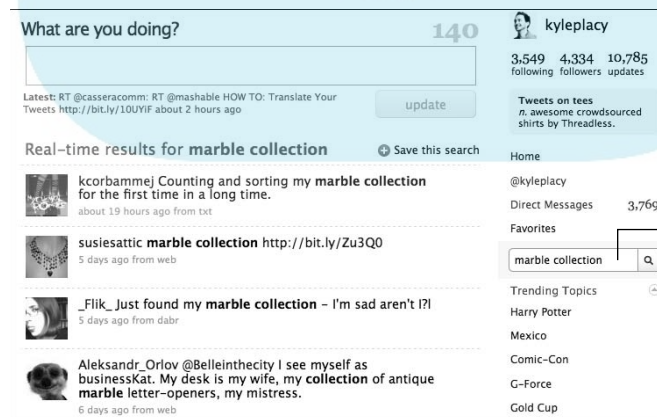 What are you doing?
140
Latest: RT @casseracomm: RT @mashable HOW TO: Translate Your
Tweets http://bit.ly/10UYiF about 2 hours ago
update
Real-time results for marble collection
Save this search
kcorbammej Counting and sorting my marble collection
for the first time in a long time.
about 19 hours ago from txt
susiesattic marble collection http://bit.ly/Zu3Q0
5 days ago from web
_Flik_ Just found my marble collection - I'm sad aren't I?l
5 days ago from dabr
Aleksandr_Orlov @Belleinthecity I see myself as
businessKat. My desk is my wife, my collection of antique
marble letter-openers, my mistress.
6 days ago from web
kyleplacy
3,549 4,334 10,785
following followers updates
Tweets on tees
n. awesome crowdsourced
shirts by Threadless.
Home
@kyleplacy
Direct Messages 3,769
Favorites
marble collection
Trending Topics
Harry Potter
Mexico
Comic-Con
G-Force
Gold Cup